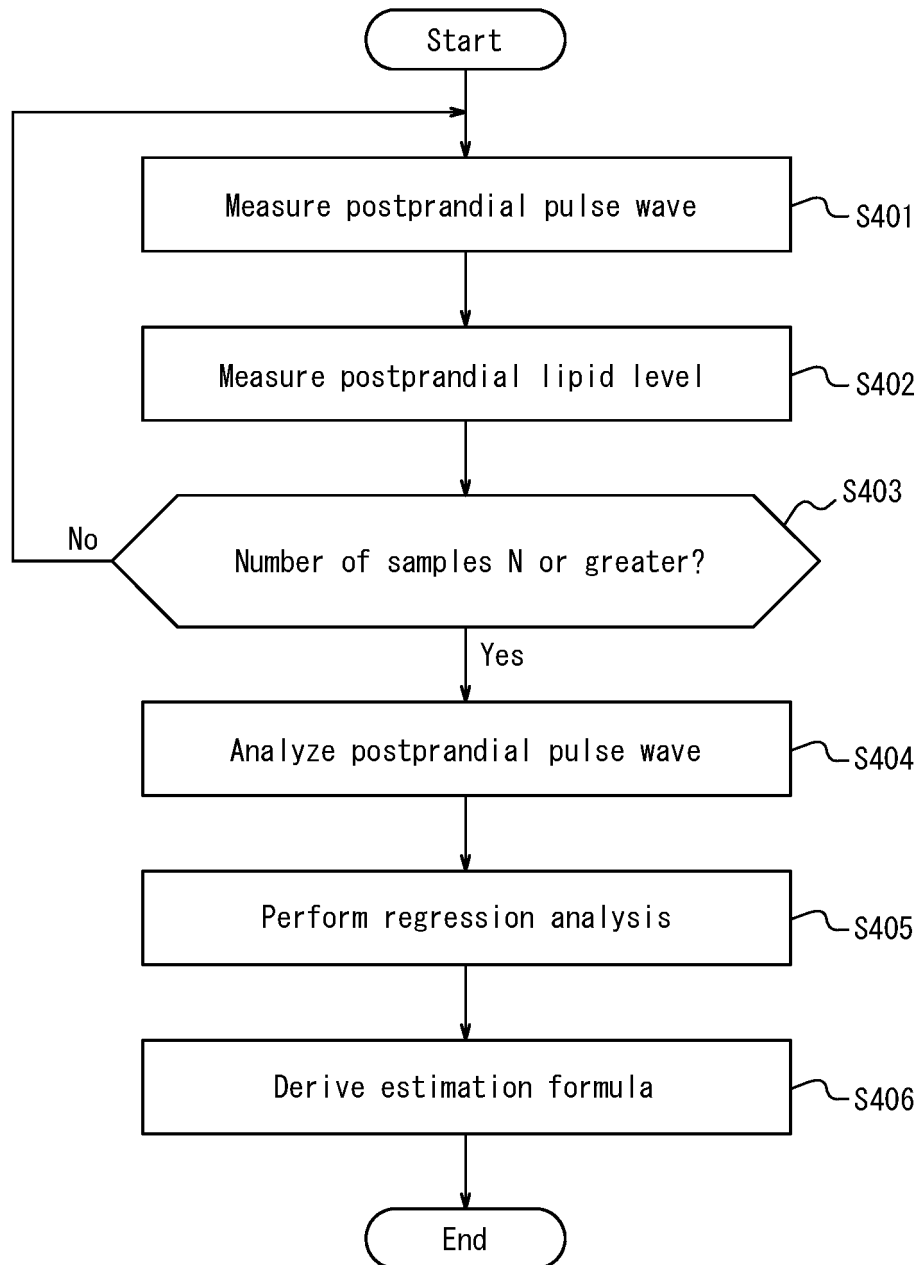 Start
Measure postprandial pulse wave
S401
Measure postprandial lipid level
S402
S403
No
Number of samples N or greater?
Yes
Analyze postprandial pulse wave
S404
Perform regression analysis
S405
Derive estimation formula
S406
End